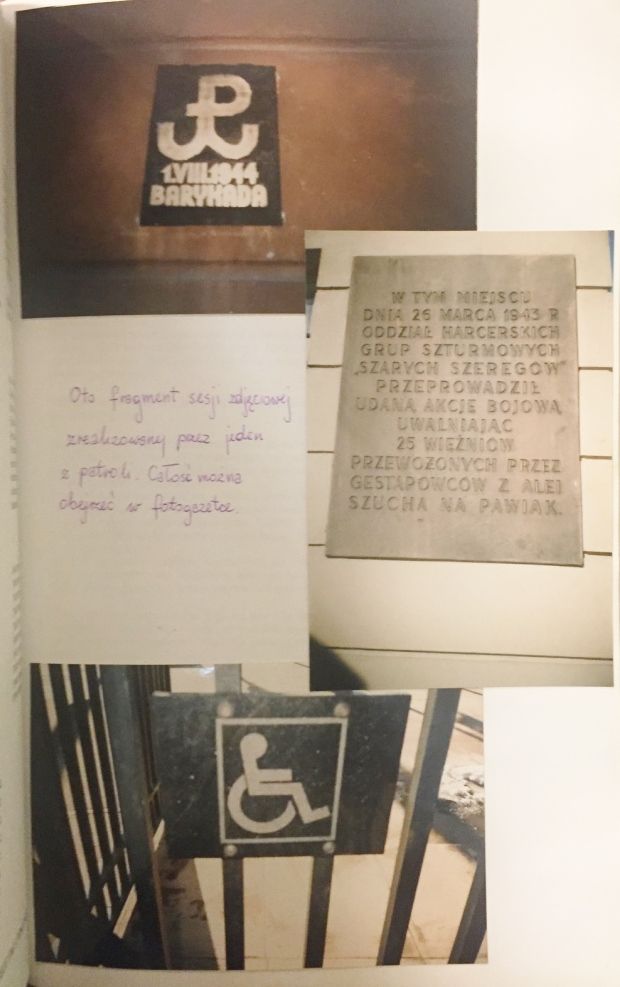 1.VIII.1944
BARYKADA
W TYM MIEJSCU
DNIA 26 MARCA 1943 R
ODDZIAŁ HARCERSKICH
GRUP SZTURMOWYCH
„SZARYCH SZEREGÓW”
PRZEPROWADZIŁ
UDANĄ AKCJĘ BOJOWĄ
UWALNIAJĄC
25 WIĘŹNIÓW
PRZEWOŻONYCH PRZEZ
GESTAPOWCÓW Z ALEI
SZUCHA NA PAWIAK.
Oto fragment sesji zdjęciowej
zrealizowanej przez jeden
z patroli. Całość można
obejrzeć w fotogazetce.